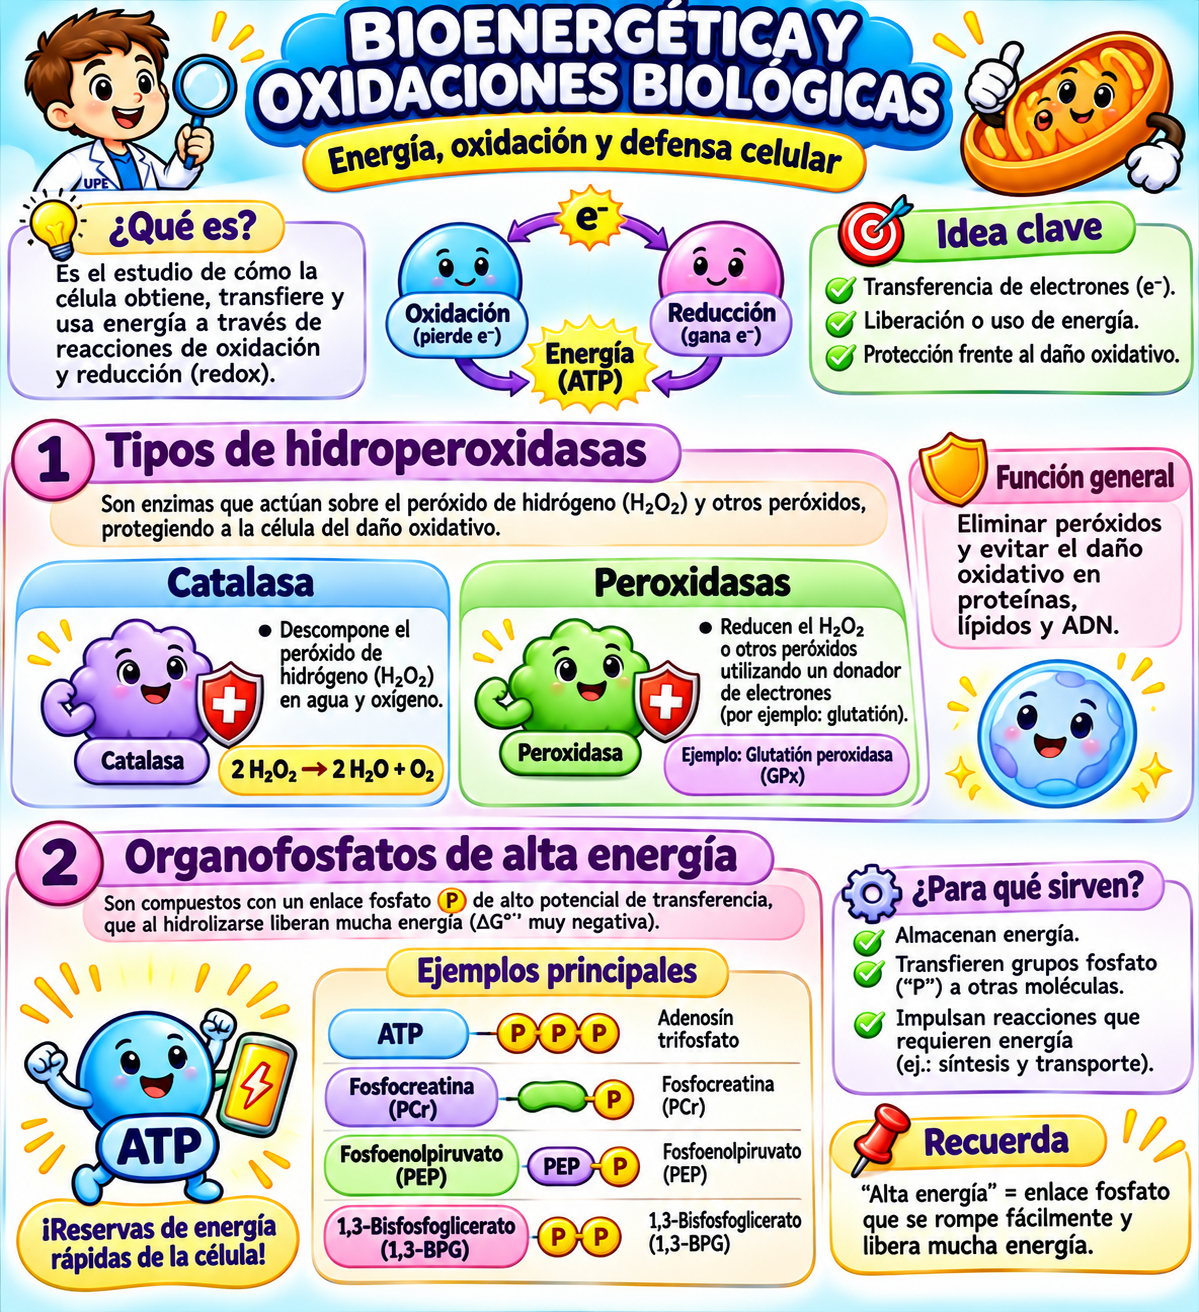 BIOENERGÉTICA Y
OXIDACIONES BIOLÓGICAS
Energía, oxidación y defensa celular
UPE
¿Qué es?
Es el estudio de cómo la
célula obtiene, transfiere y
usa energía a través de
reacciones de oxidación
y reducción (redox).
e⁻
Oxidación
(pierde e⁻)
Reducción
(gana e⁻)
Energía
(ATP)
Idea clave
Transferencia de electrones (e⁻).
Liberación o uso de energía.
Protección frente al daño oxidativo.
1 Tipos de hidroperoxidasas
Son enzimas que actúan sobre el peróxido de hidrógeno (H₂O₂) y otros peróxidos,
protegiendo a la célula del daño oxidativo.
Catalasa
• Descompone el
peróxido de
hidrógeno (H₂O₂)
en agua y oxígeno.
Catalasa
2 H₂O₂ → 2 H₂O + O₂
Peroxidasas
• Reducen el H₂O₂
o otros peróxidos
utilizando un donador
de electrones
(por ejemplo: glutatión).
Peroxidasa
Ejemplo: Glutatión peroxidasa
(GPx)
Función general
Eliminar peróxidos
y evitar el daño
oxidativo en
proteínas,
lípidos y ADN.
2 Organofosfatos de alta energía
Son compuestos con un enlace fosfato P de alto potencial de transferencia,
que al hidrolizarse liberan mucha energía (ΔG°'' muy negativa).
ATP
¡Reservas de energía
rápidas de la célula!
Ejemplos principales
ATP P P P Adenosín
trifosfato
Fosfocreatina
(PCr)
P
Fosfocreatina
(PCr)
Fosfoenolpiruvato
(PEP)
PEP P
Fosfoenolpiruvato
(PEP)
1,3-Bisfosfoglicerato
(1,3-BPG)
P P
1,3-Bisfosfoglicerato
(1,3-BPG)
¿Para qué sirven?
Almacenan energía.
Transfieren grupos fosfato
(“P”) a otras moléculas.
Impulsan reacciones que
requieren energía
(ej.: síntesis y transporte).
Recuerda
“Alta energía” = enlace fosfato
que se rompe fácilmente y
libera mucha energía.